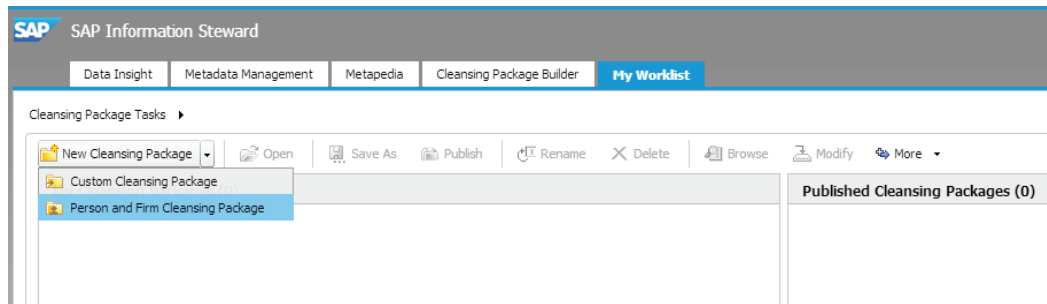 SAP SAP Information Steward
Data Insight Metadata Management Metapedia Cleansing Package Builder My Worklist
Cleansing Package Tasks
New Cleansing Package Open Save As Publish Rename Delete Browse Modify More
Custom Cleansing Package
Person and Firm Cleansing Package
Published Cleansing Packages (0)